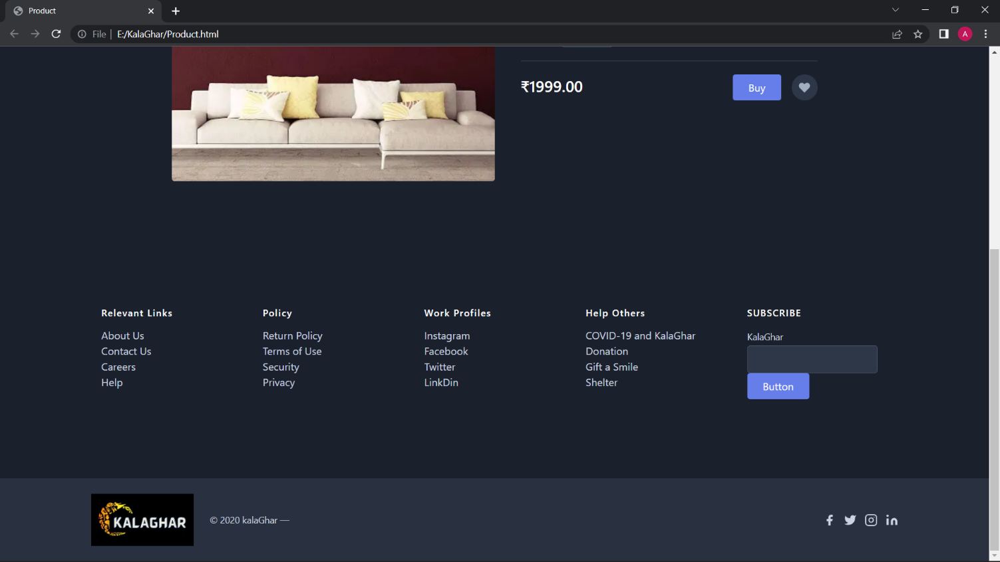 Product
File
E:/KalaGhar/Product.html
A
₹1999.00
Buy
Relevant Links
About Us
Contact Us
Careers
Help
Policy
Return Policy
Terms of Use
Security
Privacy
Work Profiles
Instagram
Facebook
Twitter
LinkDin
Help Others
COVID-19 and KalaGhar
Donation
Gift a Smile
Shelter
SUBSCRIBE
KalaGhar
Button
KALAGHAR
© 2020 kalaGhar —